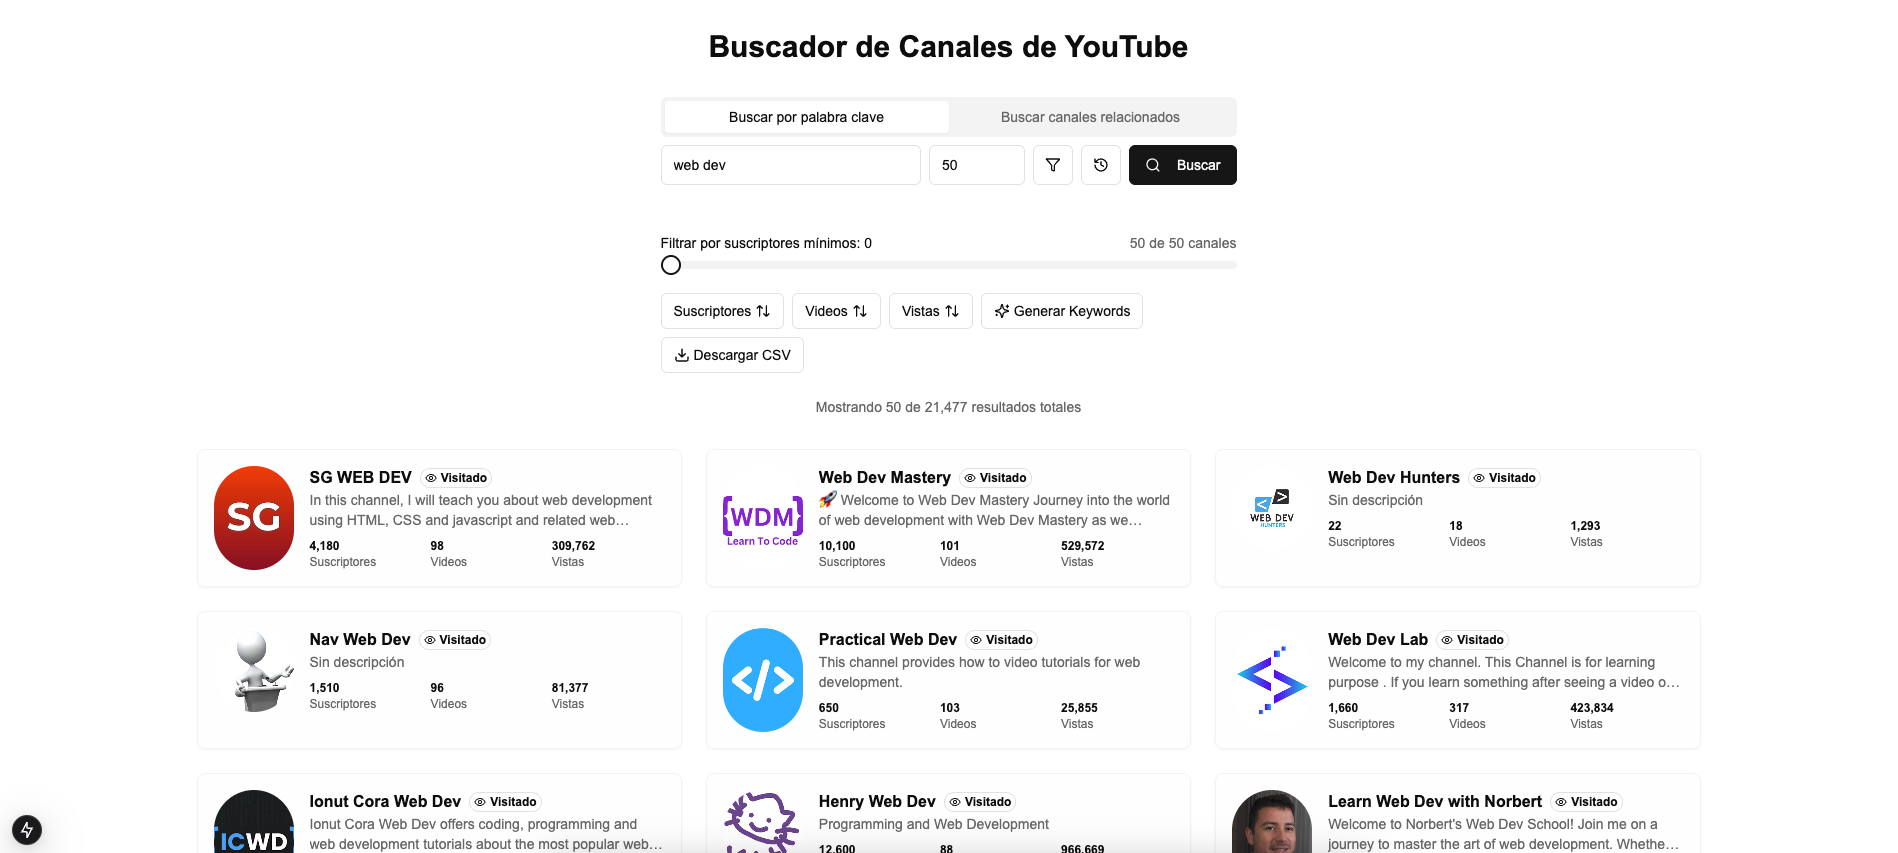 Buscador de Canales de YouTube
Buscar por palabra clave
Buscar canales relacionados
web dev
50
Buscar
Filtrar por suscriptores mínimos: 0
50 de 50 canales
Suscriptores
Videos
Vistas
Generar Keywords
Descargar CSV
Mostrando 50 de 21,477 resultados totales
SG
SG WEB DEV
Visitado
In this channel, I will teach you about web development
using HTML, CSS and javascript and related web…
4,180
98
309,762
Suscriptores
Videos
Vistas
{WDM}
Learn To Code
Web Dev Mastery
Visitado
🚀 Welcome to Web Dev Mastery Journey into the world
of web development with Web Dev Mastery as we…
10,100
101
529,572
Suscriptores
Videos
Vistas
WEB DEV
HUNTERS
Web Dev Hunters
Visitado
Sin descripción
22
18
1,293
Suscriptores
Videos
Vistas
Nav Web Dev
Visitado
Sin descripción
1,510
96
81,377
Suscriptores
Videos
Vistas
</>
Practical Web Dev
Visitado
This channel provides how to video tutorials for web
development.
650
103
25,855
Suscriptores
Videos
Vistas
Web Dev Lab
Visitado
Welcome to my channel. This Channel is for learning
purpose . If you learn something after seeing a video o…
1,660
317
423,834
Suscriptores
Videos
Vistas
ICWD
Ionut Cora Web Dev
Visitado
Ionut Cora Web Dev offers coding, programming and
web development tutorials about the most popular web…
Henry Web Dev
Visitado
Programming and Web Development
12,600
88
966,669
Learn Web Dev with Norbert
Visitado
Welcome to Norbert's Web Dev School! Join me on a
journey to master the art of web development. Whethe…